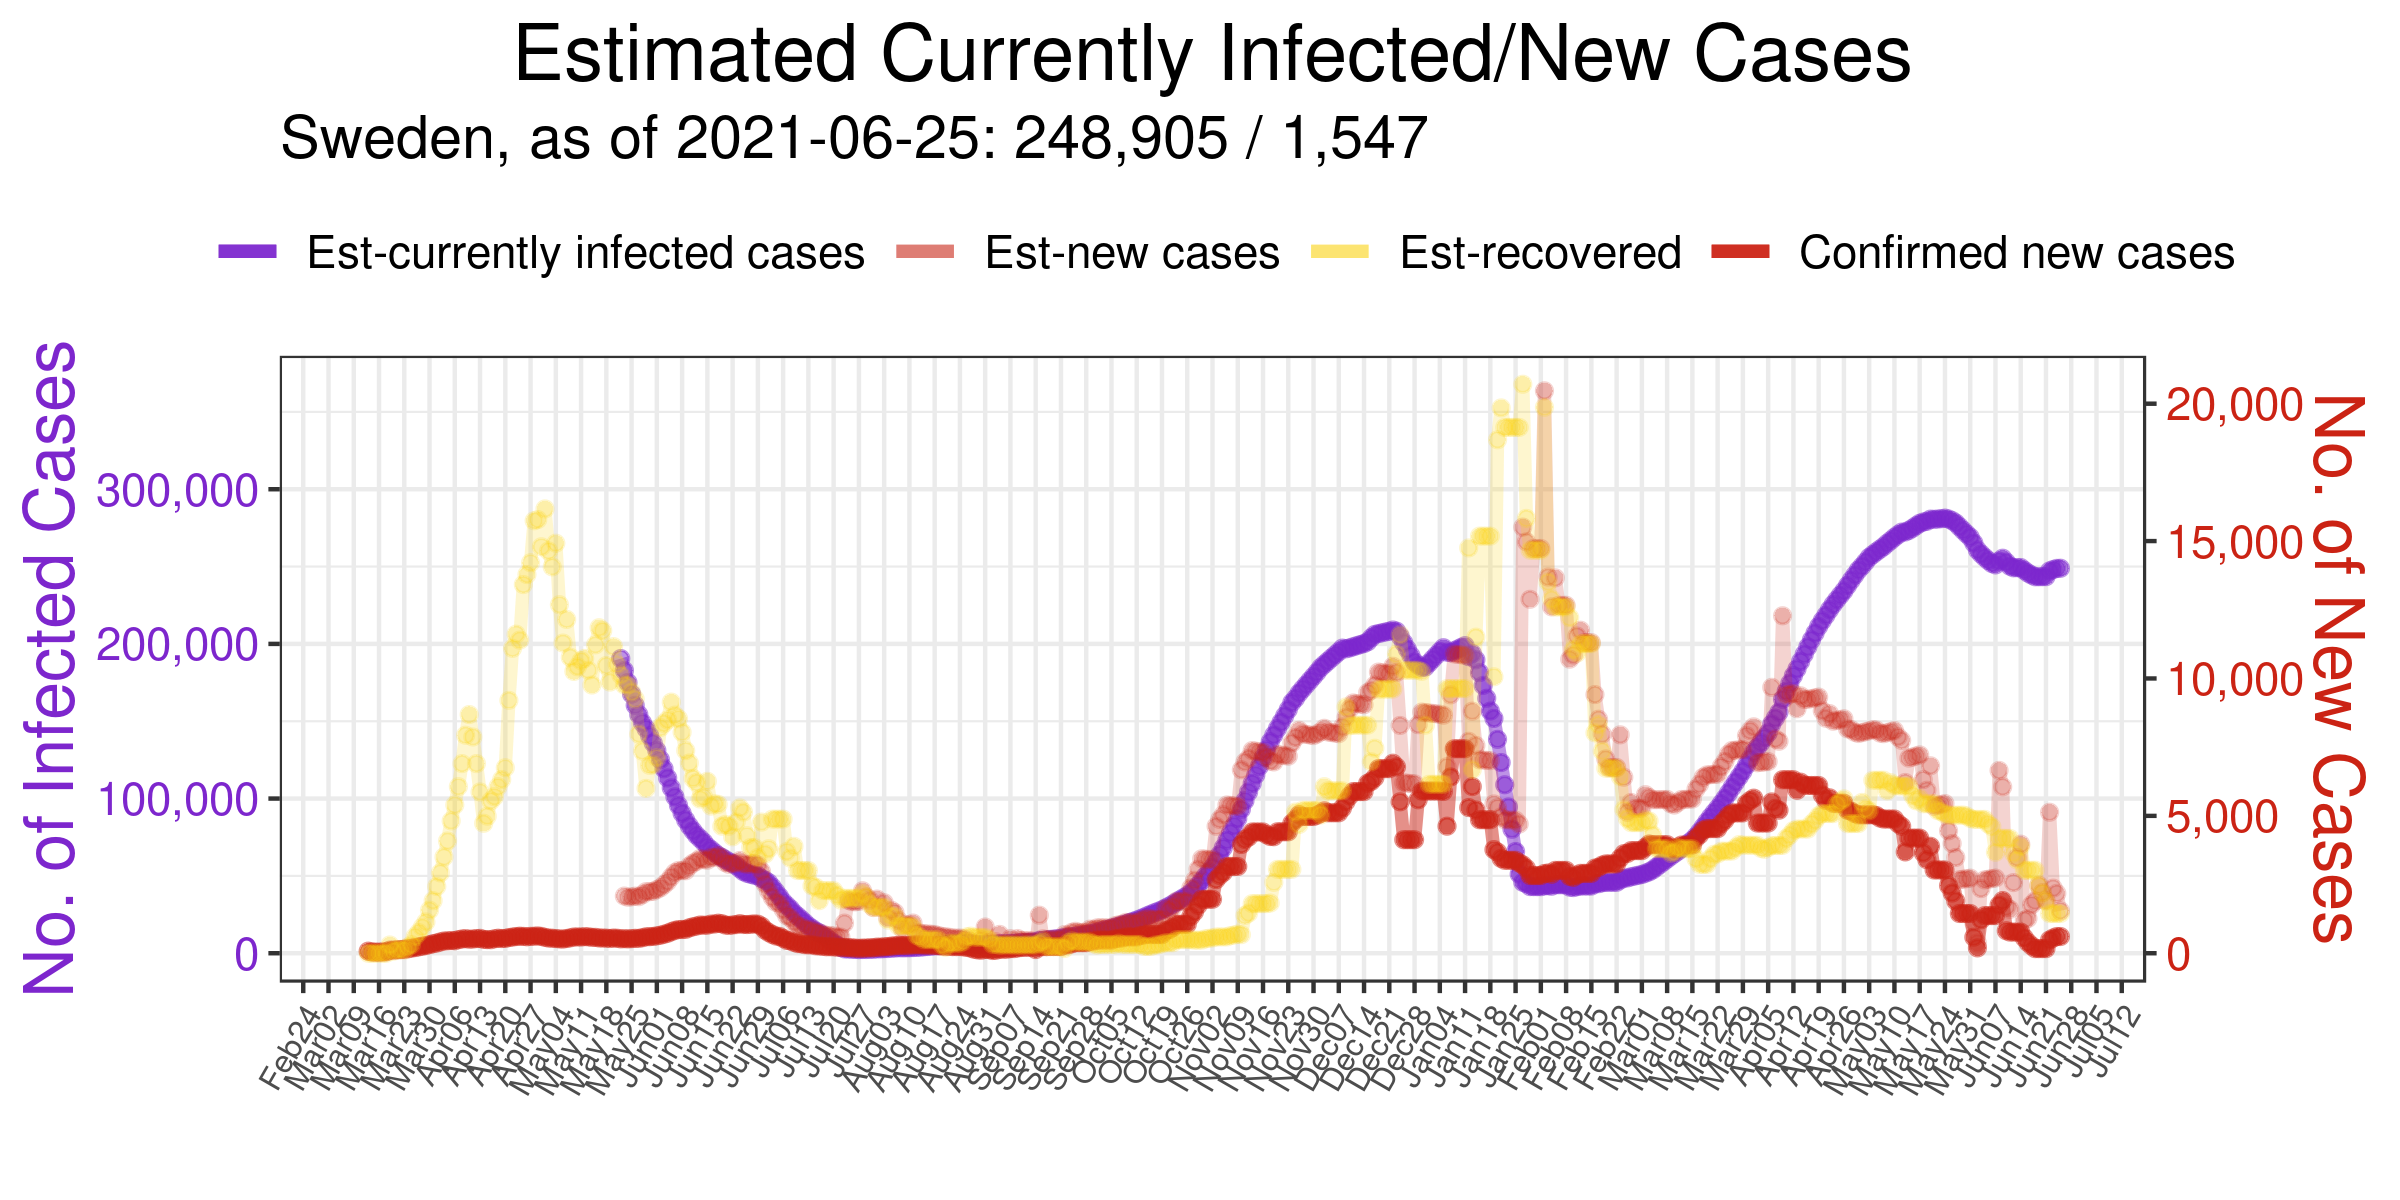 Estimated Currently Infected/New Cases
Sweden, as of 2021-06-25: 248,905 / 1,547
Est-currently infected cases Est-new cases Est-recovered Confirmed new cases
No. of Infected Cases
300,000
200,000
100,000
0
20,000
15,000
10,000
5,000
0
No. of New Cases
Feb24 Mar02 Mar09 Mar16 Mar23 Mar30 Apr06 Apr13 Apr20 Apr27 May04 May11 May18 May25 Jun01 Jun08 Jun15 Jun22 Jun29 Jul06 Jul13 Jul20 Jul27 Aug03 Aug10 Aug17 Aug24 Aug31 Sep07 Sep14 Sep21 Sep28 Oct05 Oct12 Oct19 Oct26 Nov02 Nov09 Nov16 Nov23 Nov30 Dec07 Dec14 Dec21 Dec28 Jan04 Jan11 Jan18 Jan25 Feb01 Feb08 Feb15 Feb22 Mar01 Mar08 Mar15 Mar22 Mar29 Apr05 Apr12 Apr19 Apr26 May03 May10 May17 May24 May31 Jun07 Jun14 Jun21 Jun28 Jul05 Jul12